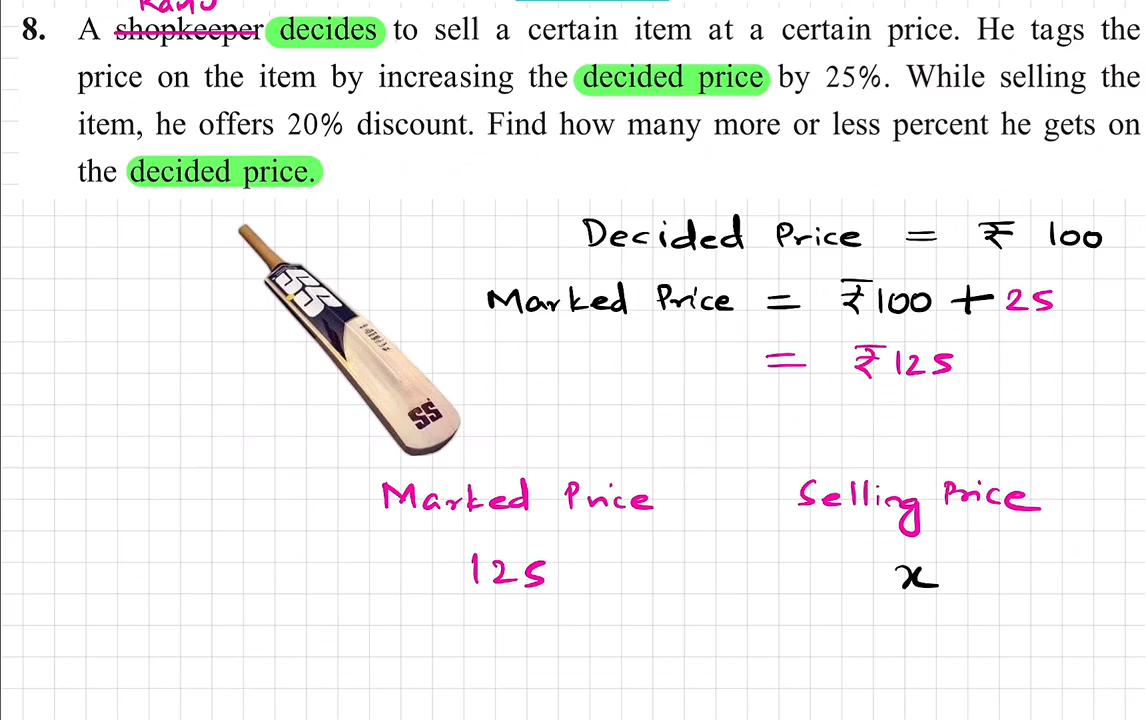 8. A shopkeeper decides to sell a certain item at a certain price. He tags the
price on the item by increasing the decided price by 25%. While selling the
item, he offers 20% discount. Find how many more or less percent he gets on
the decided price.
Decided Price = ₹ 100
Marked Price = ₹100 + 25
= ₹125
SS
Marked Price Selling Price
125 x